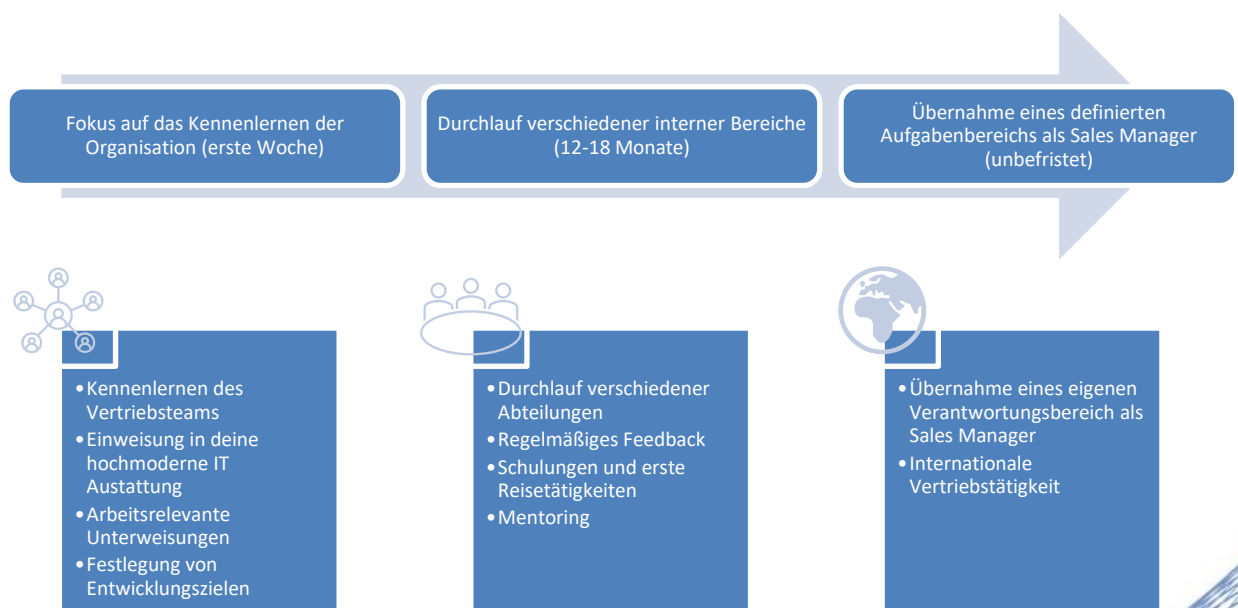 Fokus auf das Kennenlernen der
Organisation (erste Woche)
Durchlauf verschiedener interner Bereiche
(12-18 Monate)
Übernahme eines definierten
Aufgabenbereichs als Sales Manager
(unbefristet)
•Kennenlernen des
Vertriebsteams
•Einweisung in deine
hochmoderne IT
Austattung
•Arbeitsrelevante
Unterweisungen
•Festlegung von
Entwicklungszielen
•Durchlauf verschiedener
Abteilungen
•Regelmäßiges Feedback
•Schulungen und erste
Reisetätigkeiten
•Mentoring
•Übernahme eines eigenen
Verantwortungsbereich als
Sales Manager
•Internationale
Vertriebstätigkeit